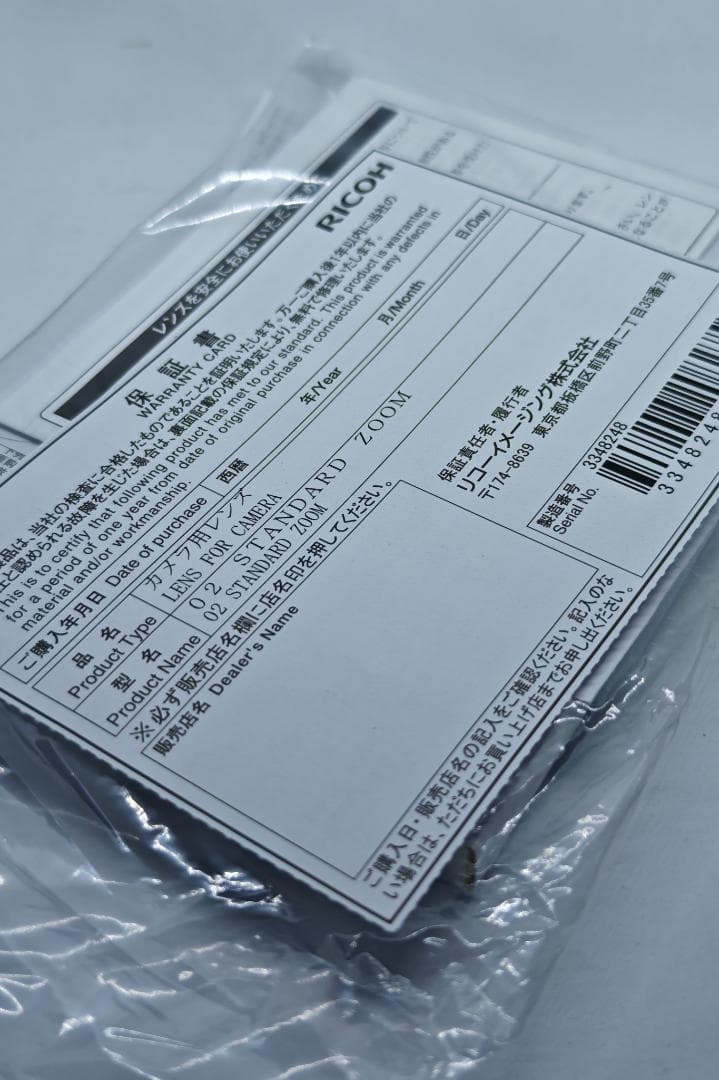 レンズを安全にお使いいただ
RICOH
保 証 書
WARRANTY CARD
製品は、当社の検査に合格したものであることを証明いたします。万一ご購入後1年以内に当社の
上と認められる故障を生じた場合は、裏面記載の保証規定により、無料で修理いたします。
This is to certify that following product has met to our standard. This product is warranted
for a period of one year from date of original purchase in connection with any defects in
material and/or workmanship.
ご購入年月日 Date of purchase 西暦 年/Year 月/Month 日/Day
品 名 カメラ用レンズ
Product Type LENS FOR CAMERA
型 名 02 STANDARD ZOOM
Product Name 02 STANDARD ZOOM
※必ず販売店名欄に店名印を押してください。
販売店名 Dealer's Name
保証責任者・履行者
リコーイメージング株式会社
〒174-8639 東京都板橋区前野町二丁目35番7号
製造番号 3348248
Serial No.
334824
ご購入日・販売店名の記入をご確認ください。記入のな
い場合は、ただちにお買い上げ店までお申し出ください。